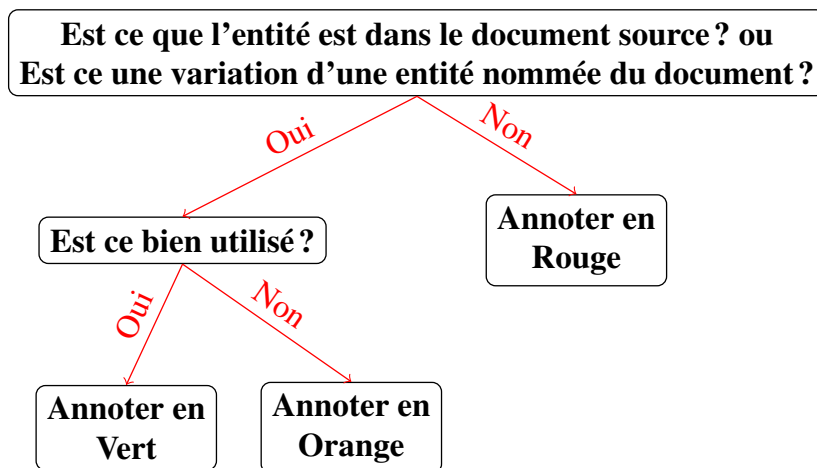 Est ce que l'entité est dans le document source ? ou
Est ce une variation d'une entité nommée du document ?
Oui
Non
Est ce bien utilisé ?
Annoter en
Rouge
Oui
Non
Annoter en
Vert
Annoter en
Orange